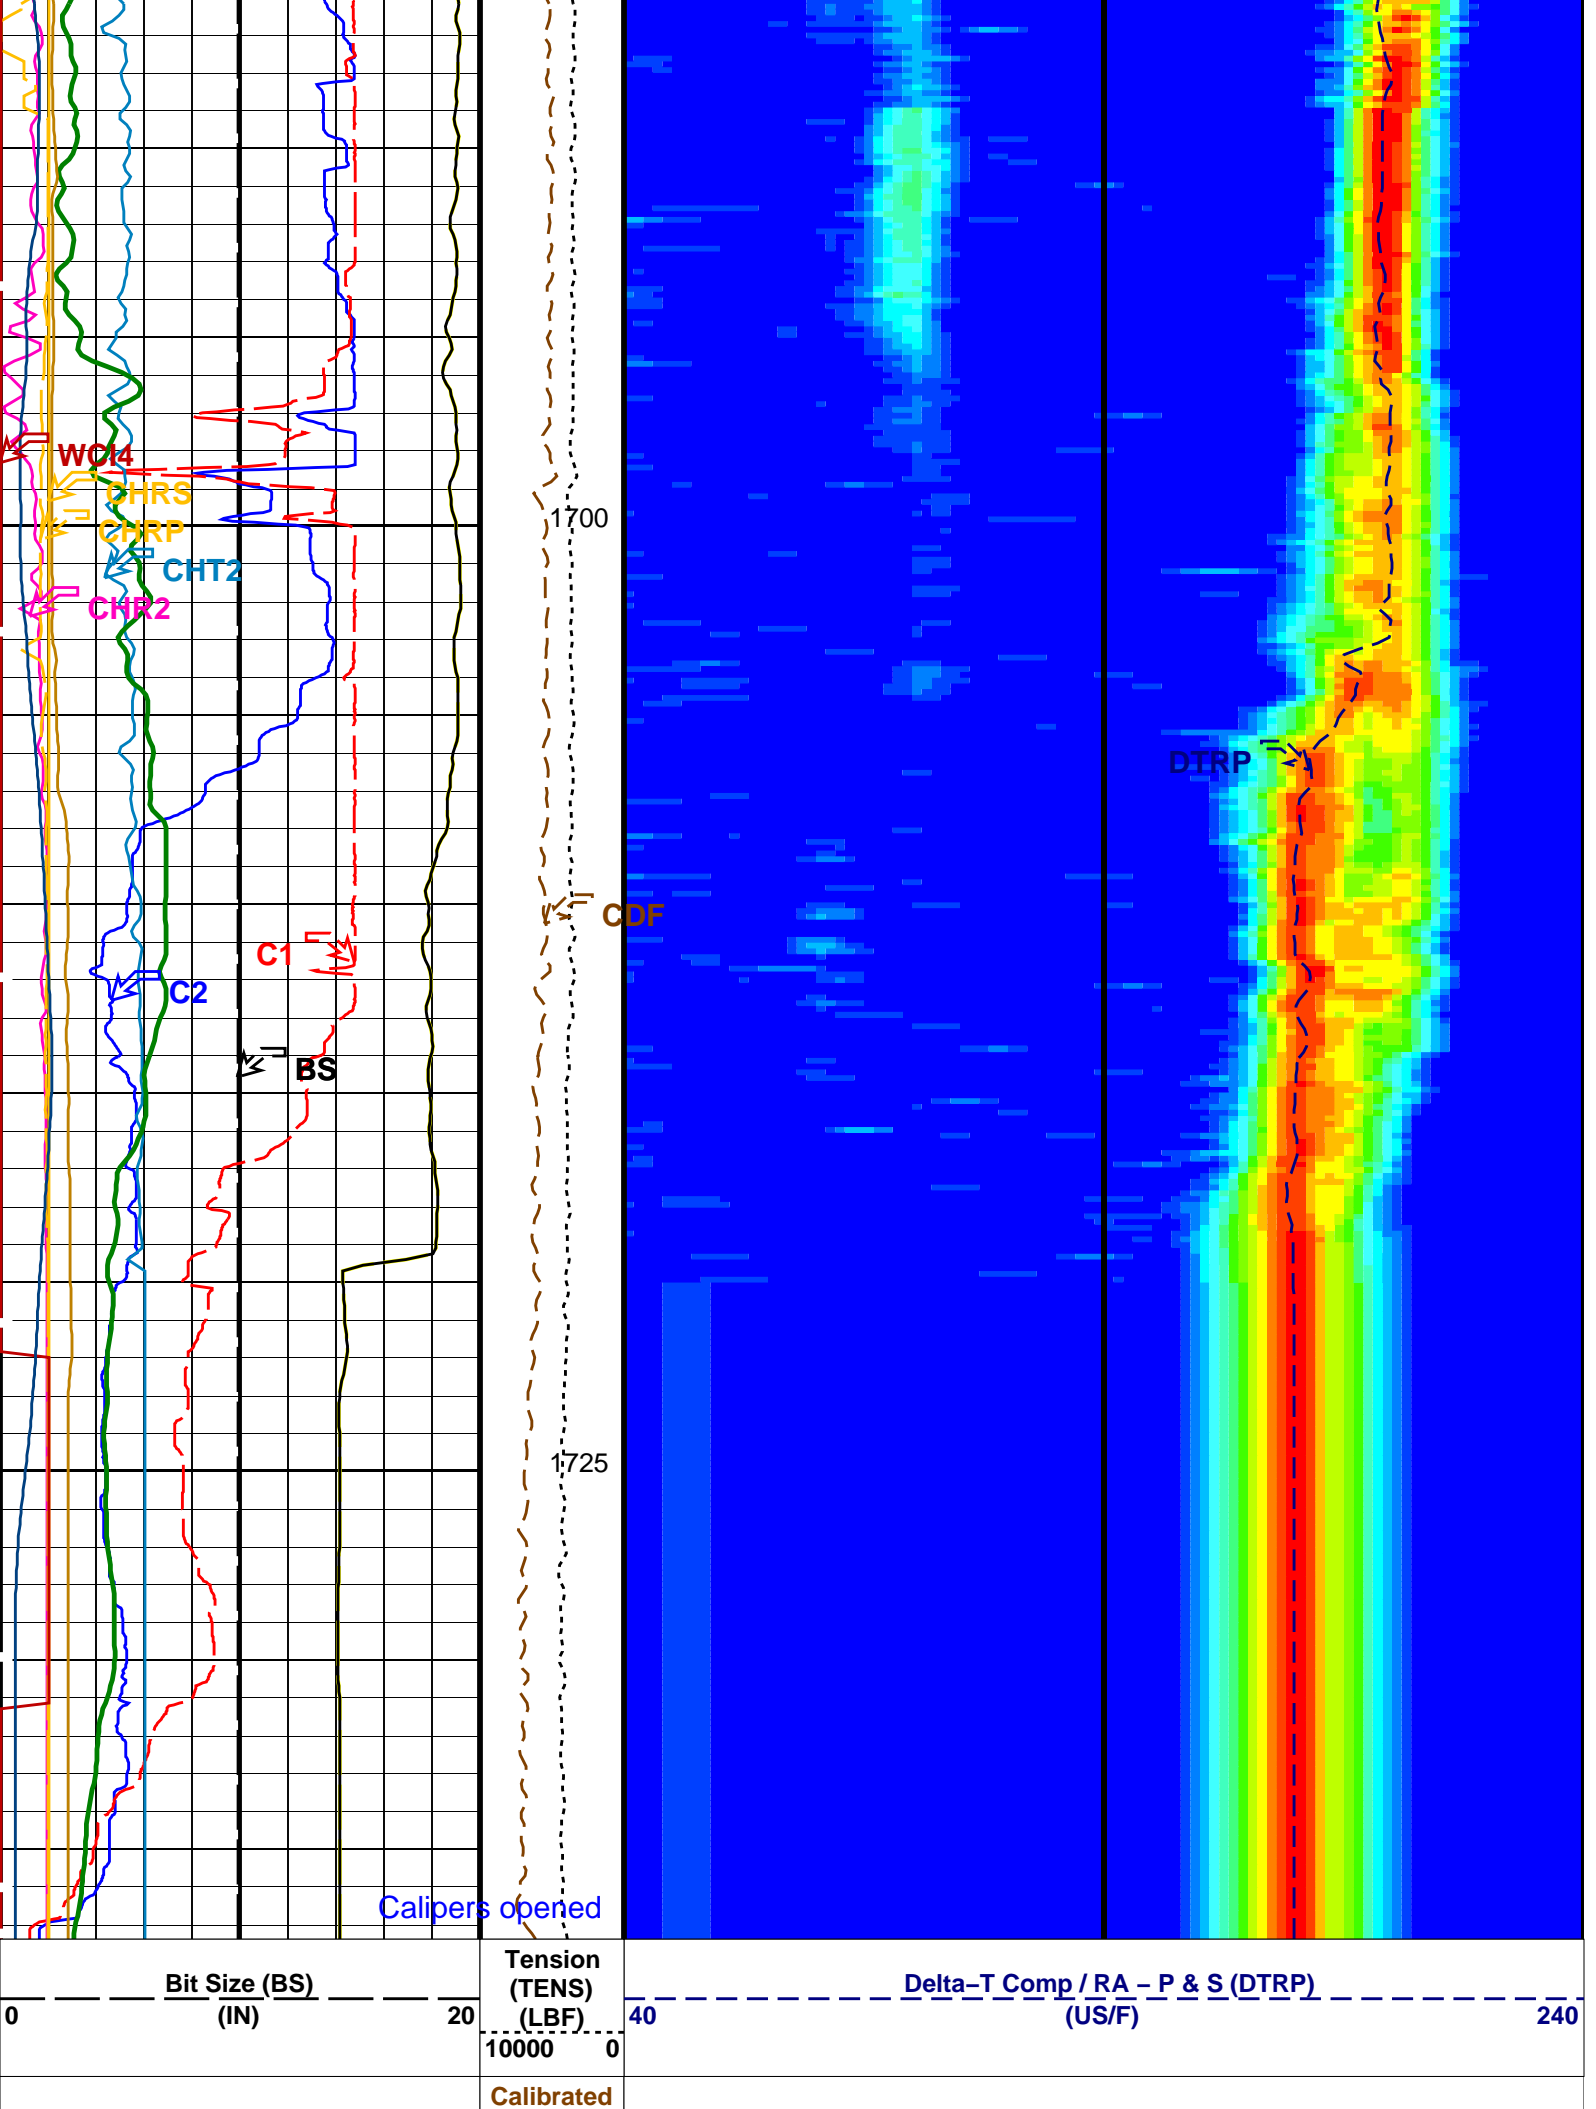 WCI4
CHRS
1700
CHRP
CHT2
CHR2
DTRP
CDF
C1
C2
BS
1725
Calipers opened
Bit Size (BS)
0 (IN) 20
Tension
(TENS)
(LBF)
10000 0
Delta–T Comp / RA – P & S (DTRP)
40 (US/F) 240
Calibrated